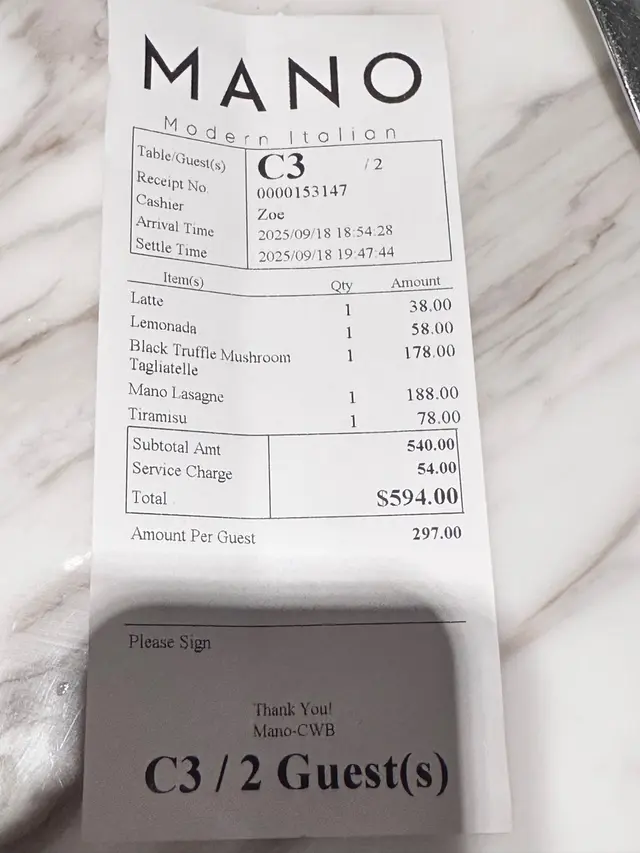 MANO
Modern Italian
Table/Guest(s) C3 / 2
Receipt No. 0000153147
Cashier Zoe
Arrival Time 2025/09/18 18:54:28
Settle Time 2025/09/18 19:47:44
Item(s) Qty Amount
Latte 1 38.00
Lemonada 1 58.00
Black Truffle Mushroom 1 178.00
Tagliatelle
Mano Lasagne 1 188.00
Tiramisu 1 78.00
Subtotal Amt 540.00
Service Charge 54.00
Total $594.00
Amount Per Guest 297.00
Please Sign
Thank You!
Mano-CWB
C3 / 2 Guest(s)